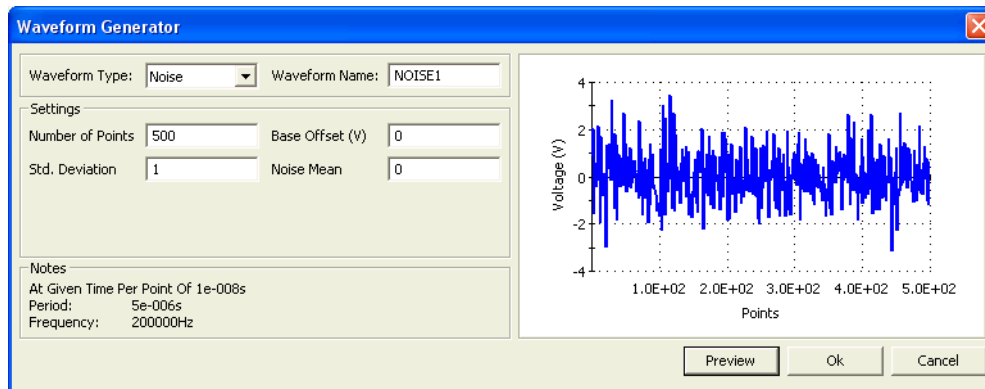 Waveform Generator
Waveform Type: Noise Waveform Name: NOISE1
Settings
Number of Points 500 Base Offset (V) 0
Std. Deviation 1 Noise Mean 0
Notes
At Given Time Per Point Of 1e-008s
Period: 5e-006s
Frequency: 200000Hz
4
2
0
-2
-4
Voltage (V)
1.0E+02 2.0E+02 3.0E+02 4.0E+02 5.0E+02
Points
Preview Ok Cancel